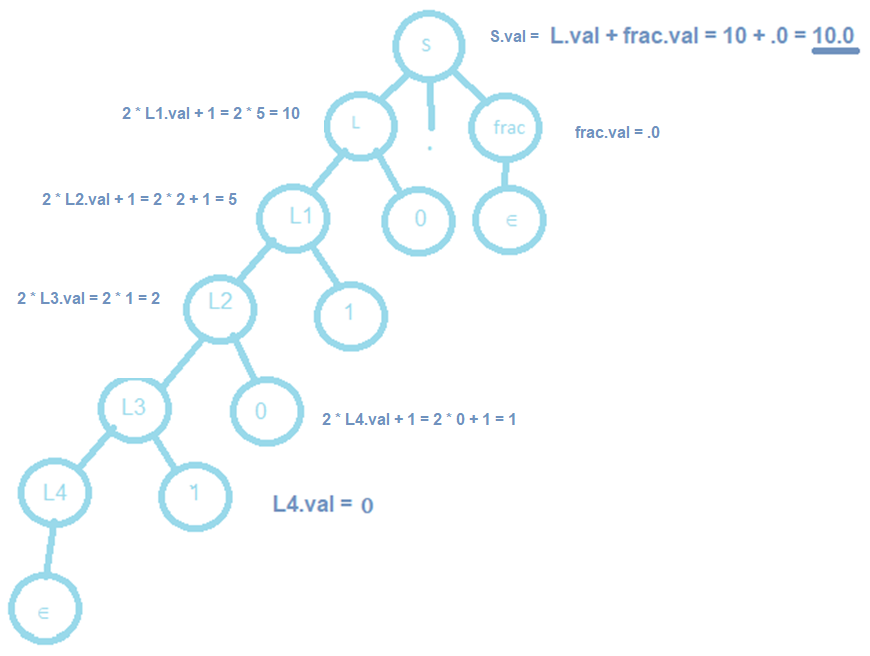 S
S.val = L.val + frac.val = 10 + .0 = 10.0
2 * L1.val + 1 = 2 * 5 = 10
L
.
frac
frac.val = .0
2 * L2.val + 1 = 2 * 2 + 1 = 5
L1
0
∈
2 * L3.val = 2 * 1 = 2
L2
1
L3
0
2 * L4.val + 1 = 2 * 0 + 1 = 1
L4
1
L4.val = 0
∈